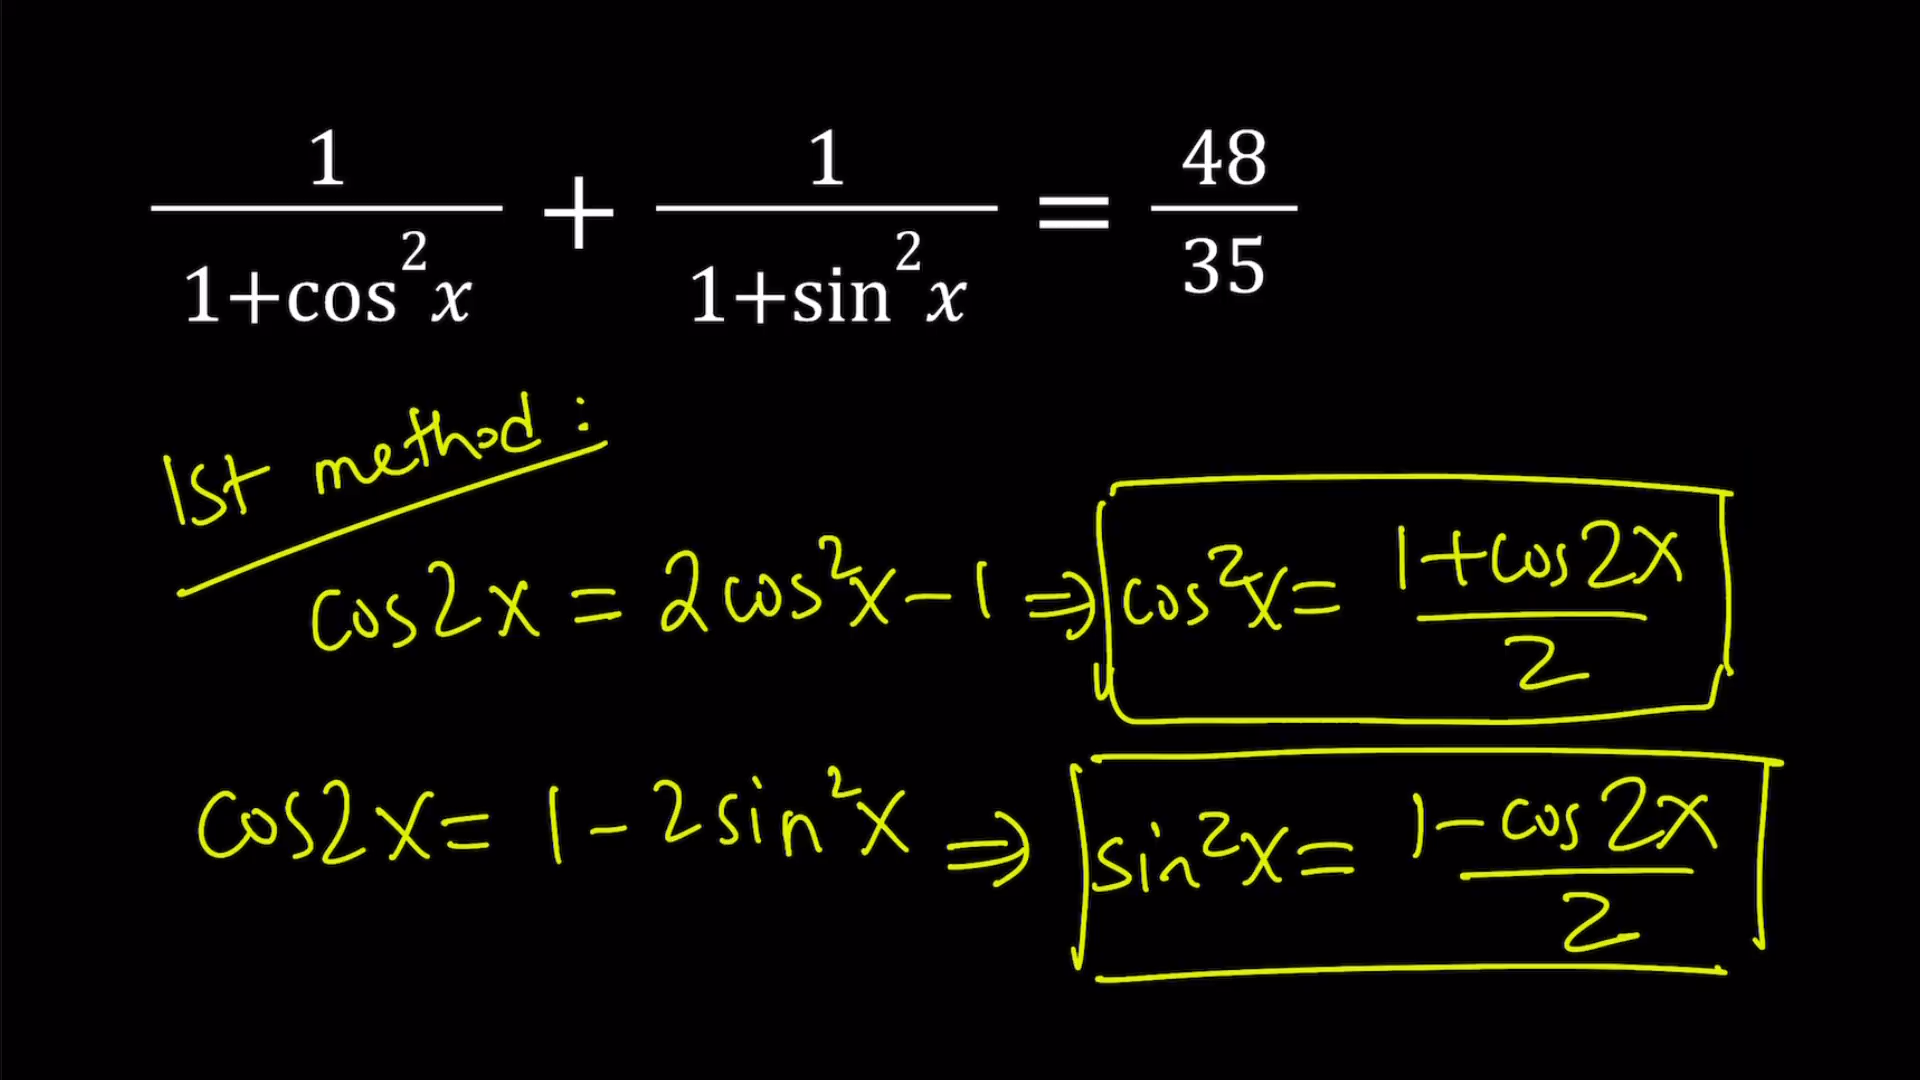 1/(1+cos²x) + 1/(1+sin²x) = 48/35
1st method:
cos2x = 2cos²x-1 ⇒ cos²x = (1+cos2x)/2
cos2x = 1-2sin²x ⇒ sin²x = (1-cos2x)/2